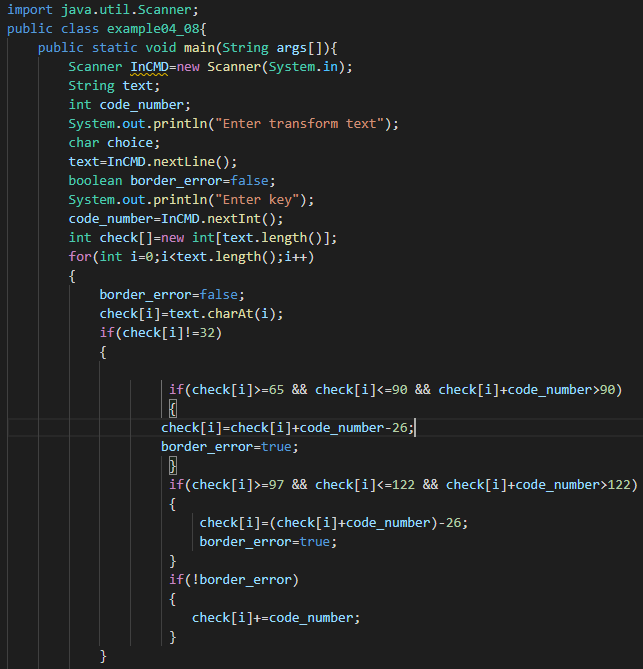 import java.util.Scanner;
public class example04_08{
public static void main(String args[]){
Scanner InCMD=new Scanner(System.in);
String text;
int code_number;
System.out.println("Enter transform text");
char choice;
text=InCMD.nextLine();
boolean border_error=false;
System.out.println("Enter key");
code_number=InCMD.nextInt();
int check[]=new int[text.length()];
for(int i=0;i<text.length();i++)
{
border_error=false;
check[i]=text.charAt(i);
if(check[i]!=32)
{
if(check[i]>=65 && check[i]<=90 && check[i]+code_number>90)
{
check[i]=check[i]+code_number-26;
border_error=true;
}
if(check[i]>=97 && check[i]<=122 && check[i]+code_number>122)
{
check[i]=(check[i]+code_number)-26;
border_error=true;
}
if(!border_error)
{
check[i]+=code_number;
}
}